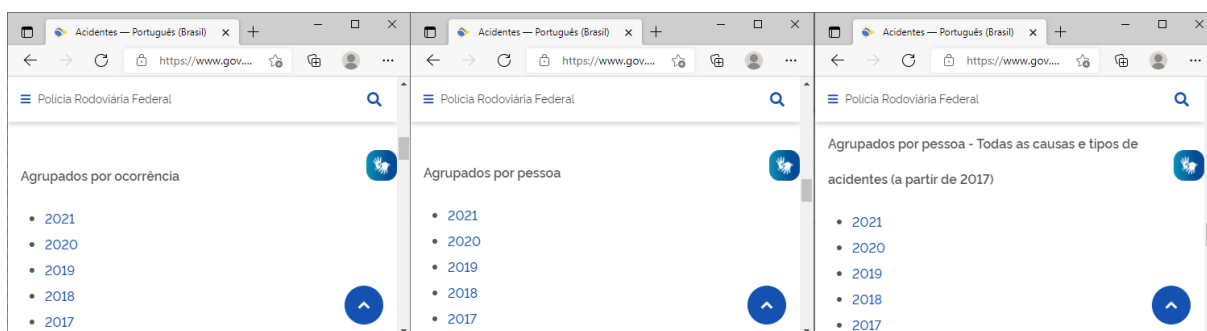 Acidentes — Português (Brasil)
https://www.gov....
Polícia Rodoviária Federal
Agrupados por ocorrência
2021
2020
2019
2018
2017
Acidentes — Português (Brasil)
https://www.gov....
Polícia Rodoviária Federal
Agrupados por pessoa
2021
2020
2019
2018
2017
Acidentes — Português (Brasil)
https://www.gov....
Polícia Rodoviária Federal
Agrupados por pessoa - Todas as causas e tipos de
acidentes (a partir de 2017)
2021
2020
2019
2018
2017